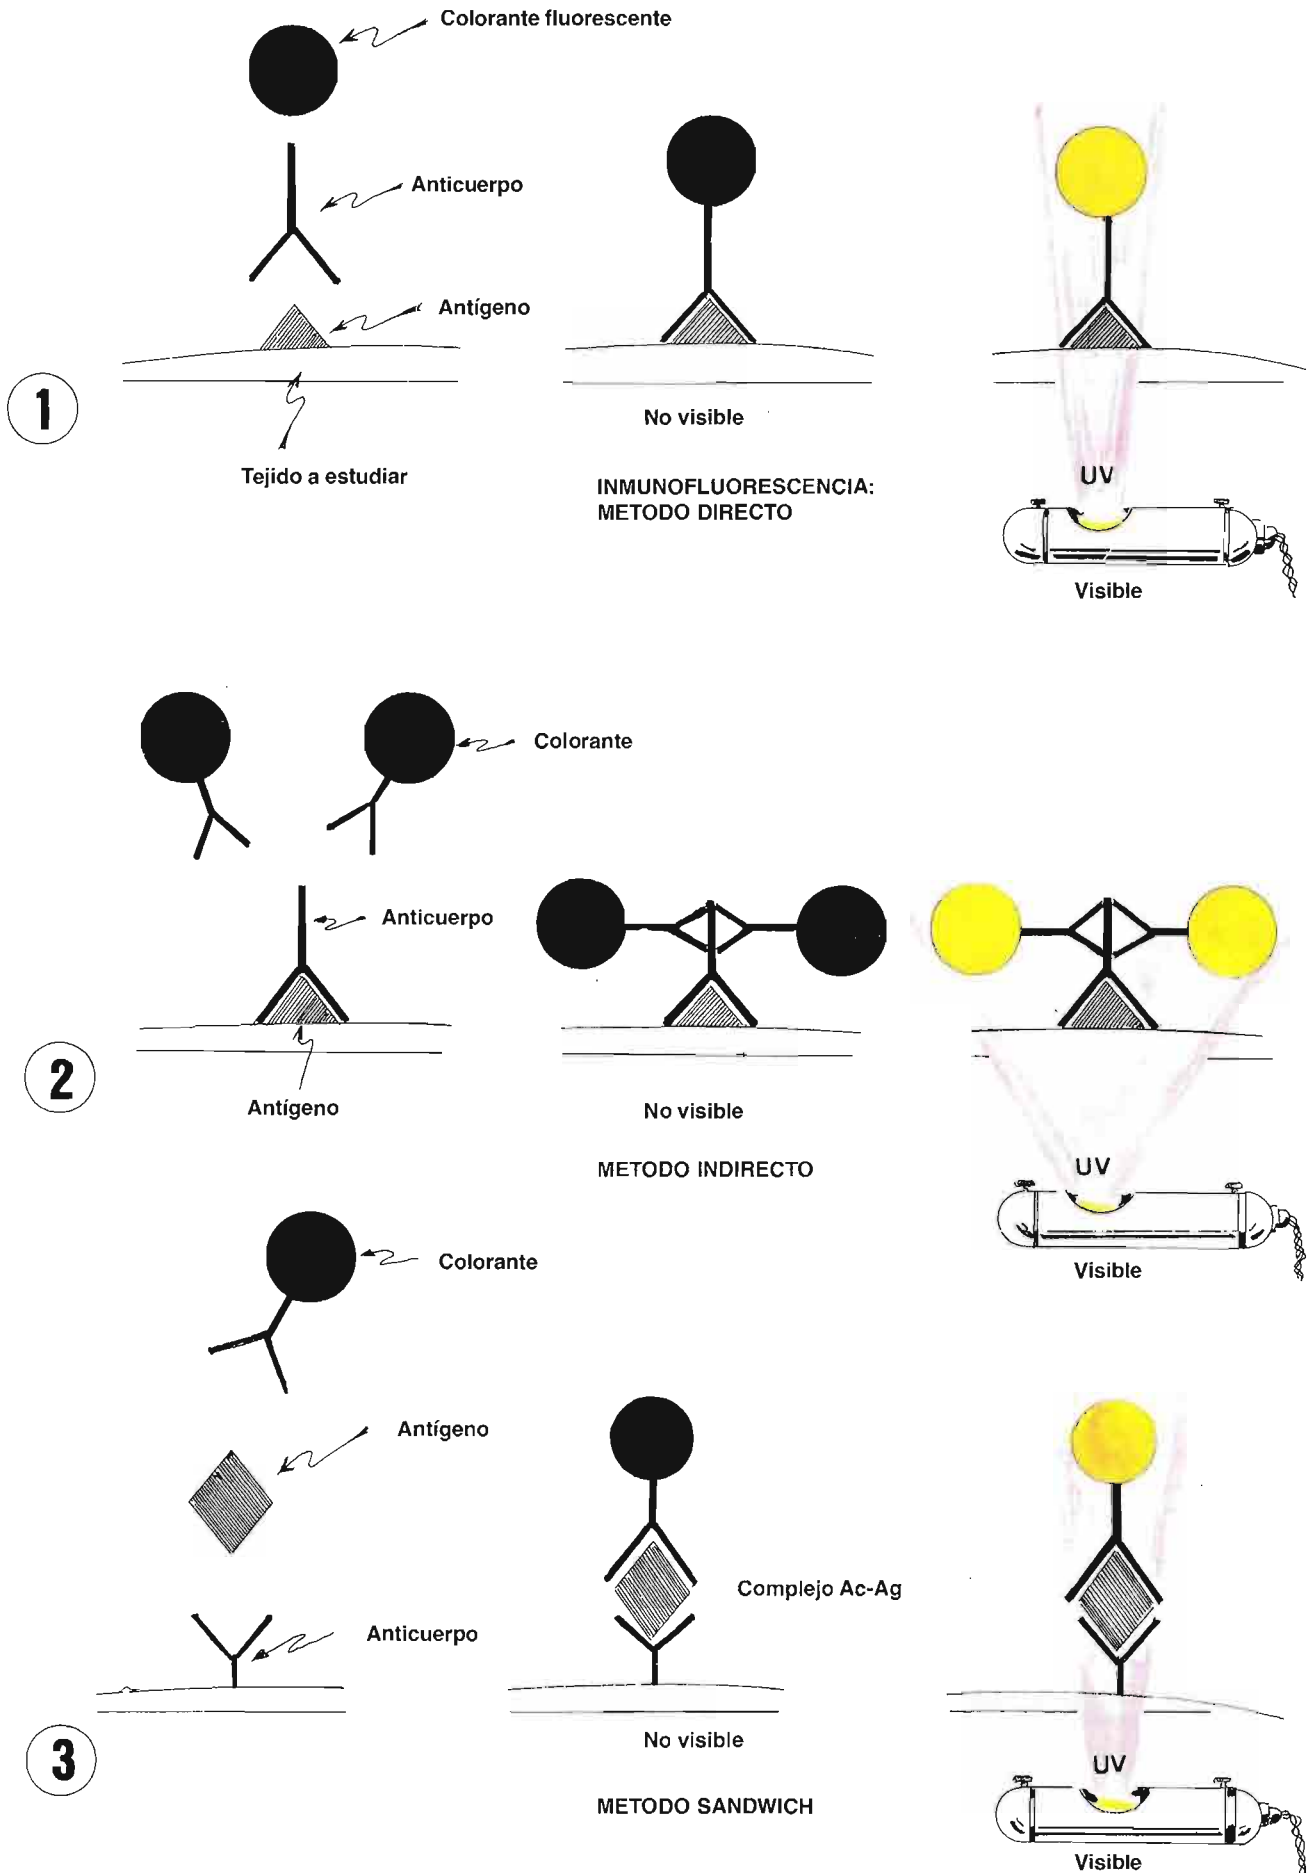 Colorante fluorescente
Anticuerpo
Antígeno
1
No visible
Tejido a estudiar
UV
INMUNOFLUORESCENCIA:
METODO DIRECTO
Visible
Colorante
Anticuerpo
2
Antígeno
No visible
METODO INDIRECTO
UV
Visible
Colorante
Antígeno
Complejo Ac-Ag
Anticuerpo
3
No visible
UV
METODO SANDWICH
Visible